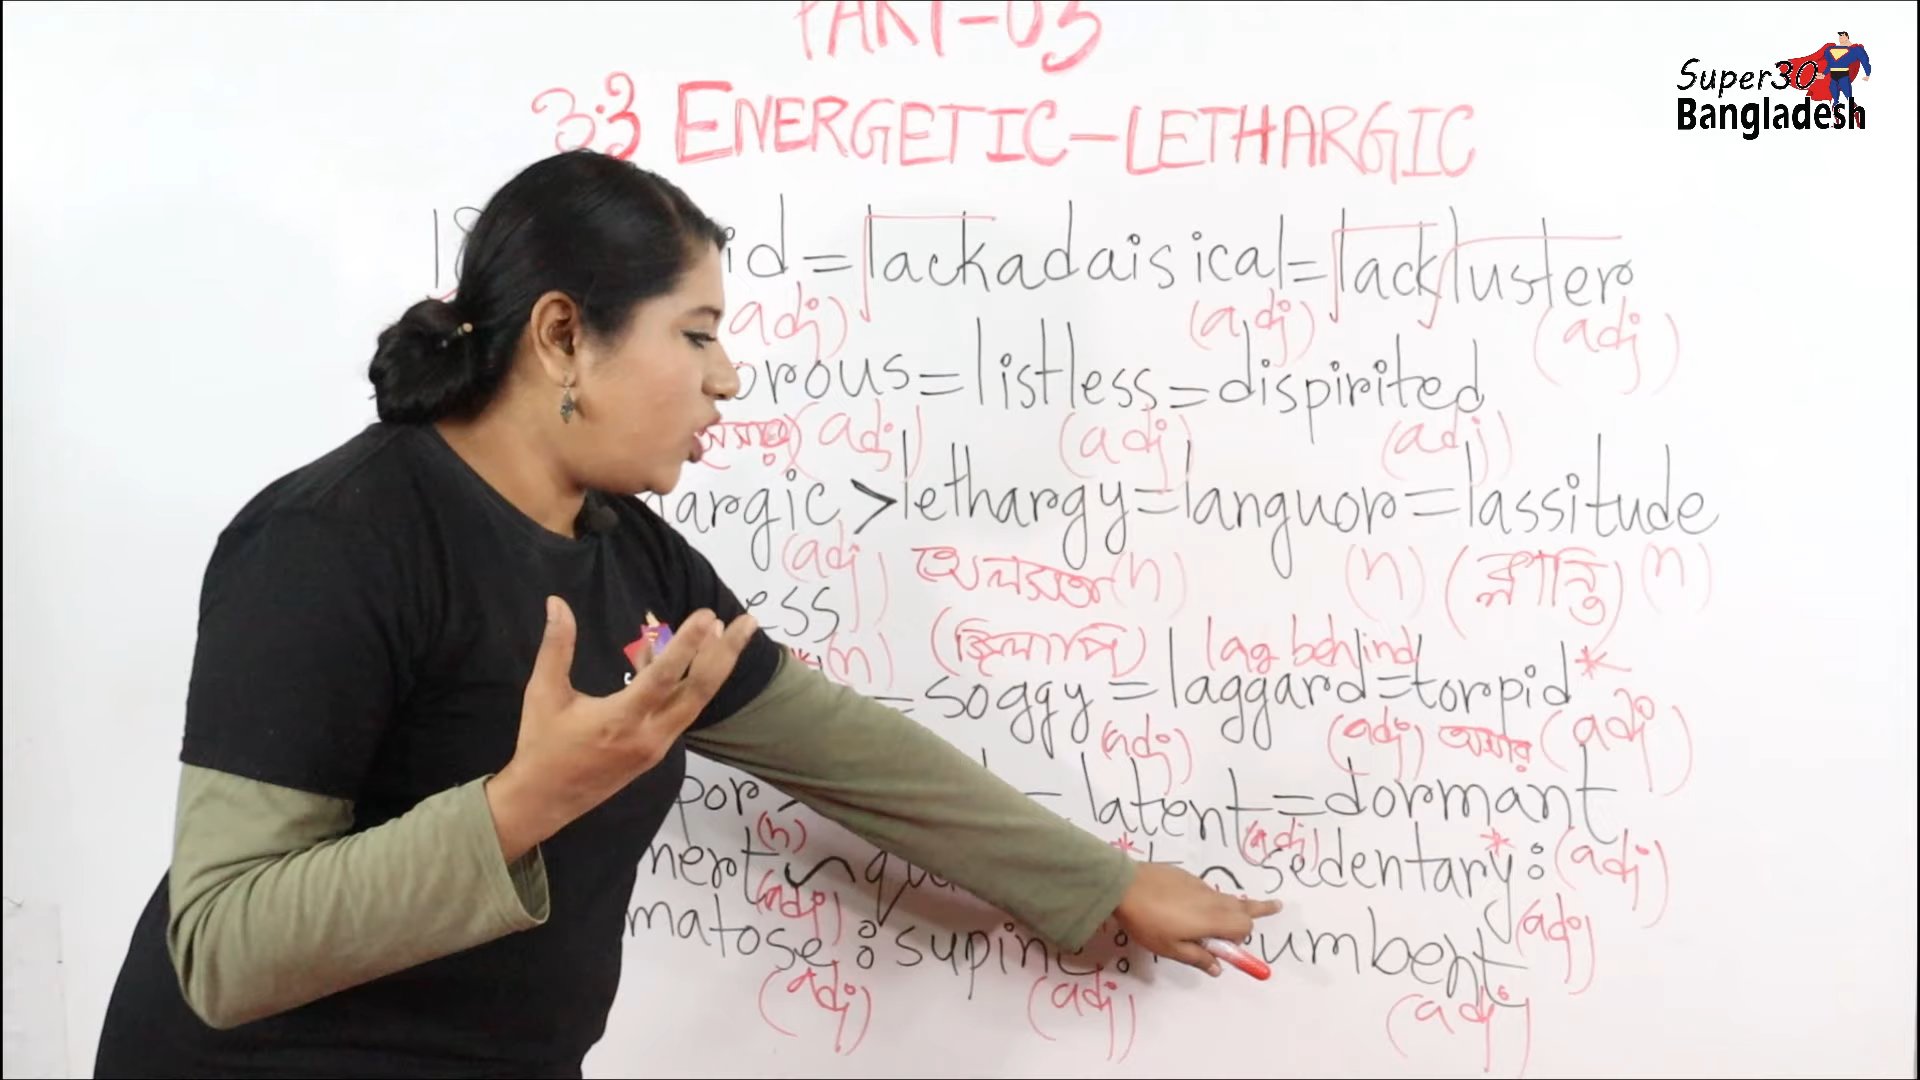 PART-03
Super30
Bangladesh
3.3 ENERGETIC-LETHARGIC
id = lackadaisical = lackluster
(adj) (adj) (adj)
orous = listless = dispirited
(adj) (adj) (adj)
argic > lethargy = languor = lassitude
(adj) (n) (n) (ক্লান্তি) (n)
ess
(n) lag behind
= soggy = laggard = torpid*
(adj) (adj) অসার (adj)
por = latent = dormant
(n) (adj) (adj)
nert ~ ~ sedentary* :
(adj) (adj)
matose : supine : umbent
(adj) (adj) (adj)